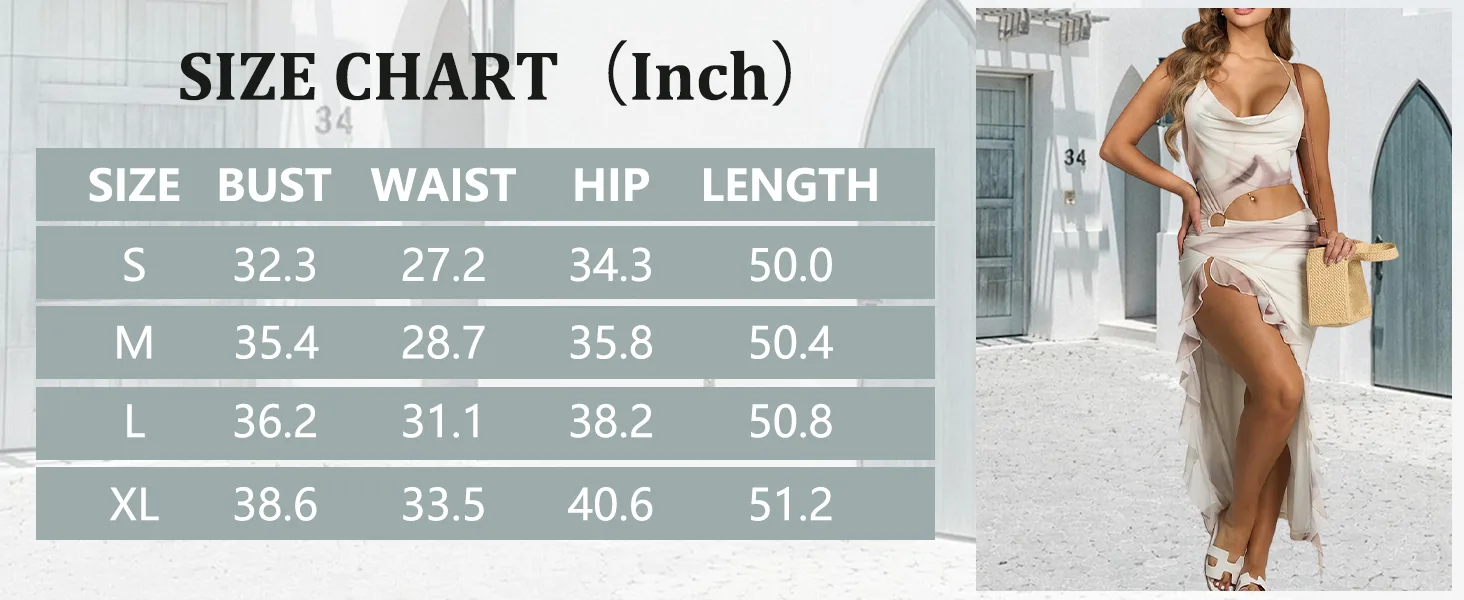 SIZE CHART（Inch）
34
SIZE BUST WAIST HIP LENGTH
S 32.3 27.2 34.3 50.0
M 35.4 28.7 35.8 50.4
L 36.2 31.1 38.2 50.8
XL 38.6 33.5 40.6 51.2
34